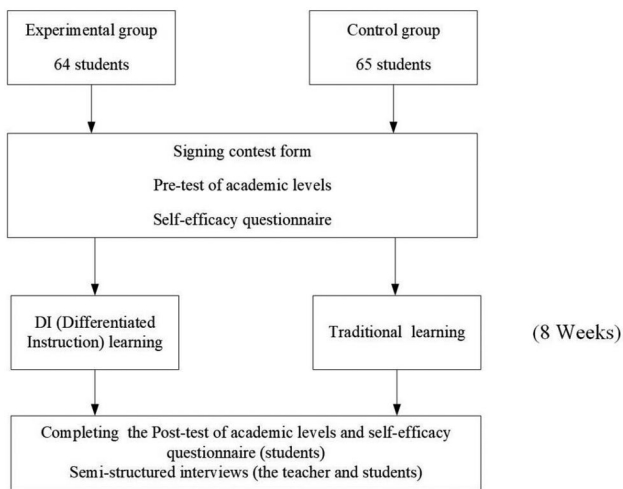 Experimental group
64 students
Control group
65 students
Signing contest form
Pre-test of academic levels
Self-efficacy questionnaire
DI (Differentiated
Instruction) learning
Traditional learning
(8 Weeks)
Completing the Post-test of academic levels and self-efficacy
questionnaire (students)
Semi-structured interviews (the teacher and students)